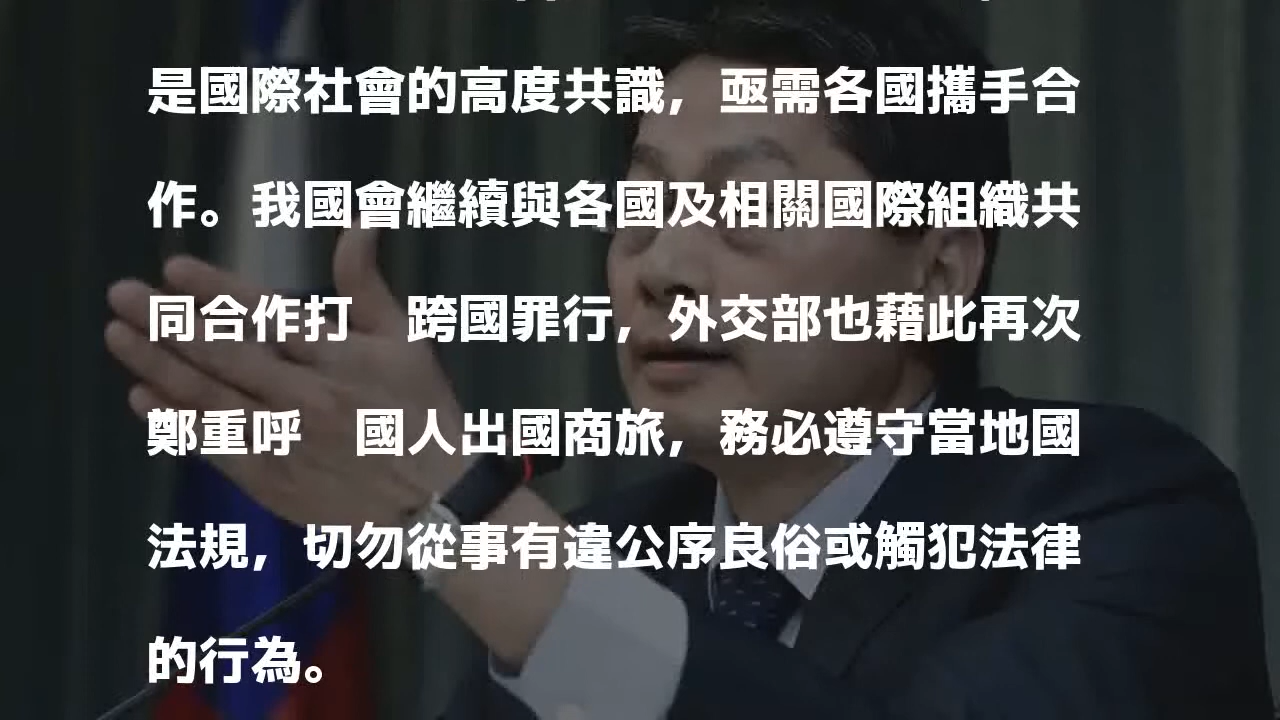 是國際社會的高度共識，亟需各國攜手合
作。我國會繼續與各國及相關國際組織共
同合作打　跨國罪行，外交部也藉此再次
鄭重呼　國人出國商旅，務必遵守當地國
法規，切勿從事有違公序良俗或觸犯法律
的行為。